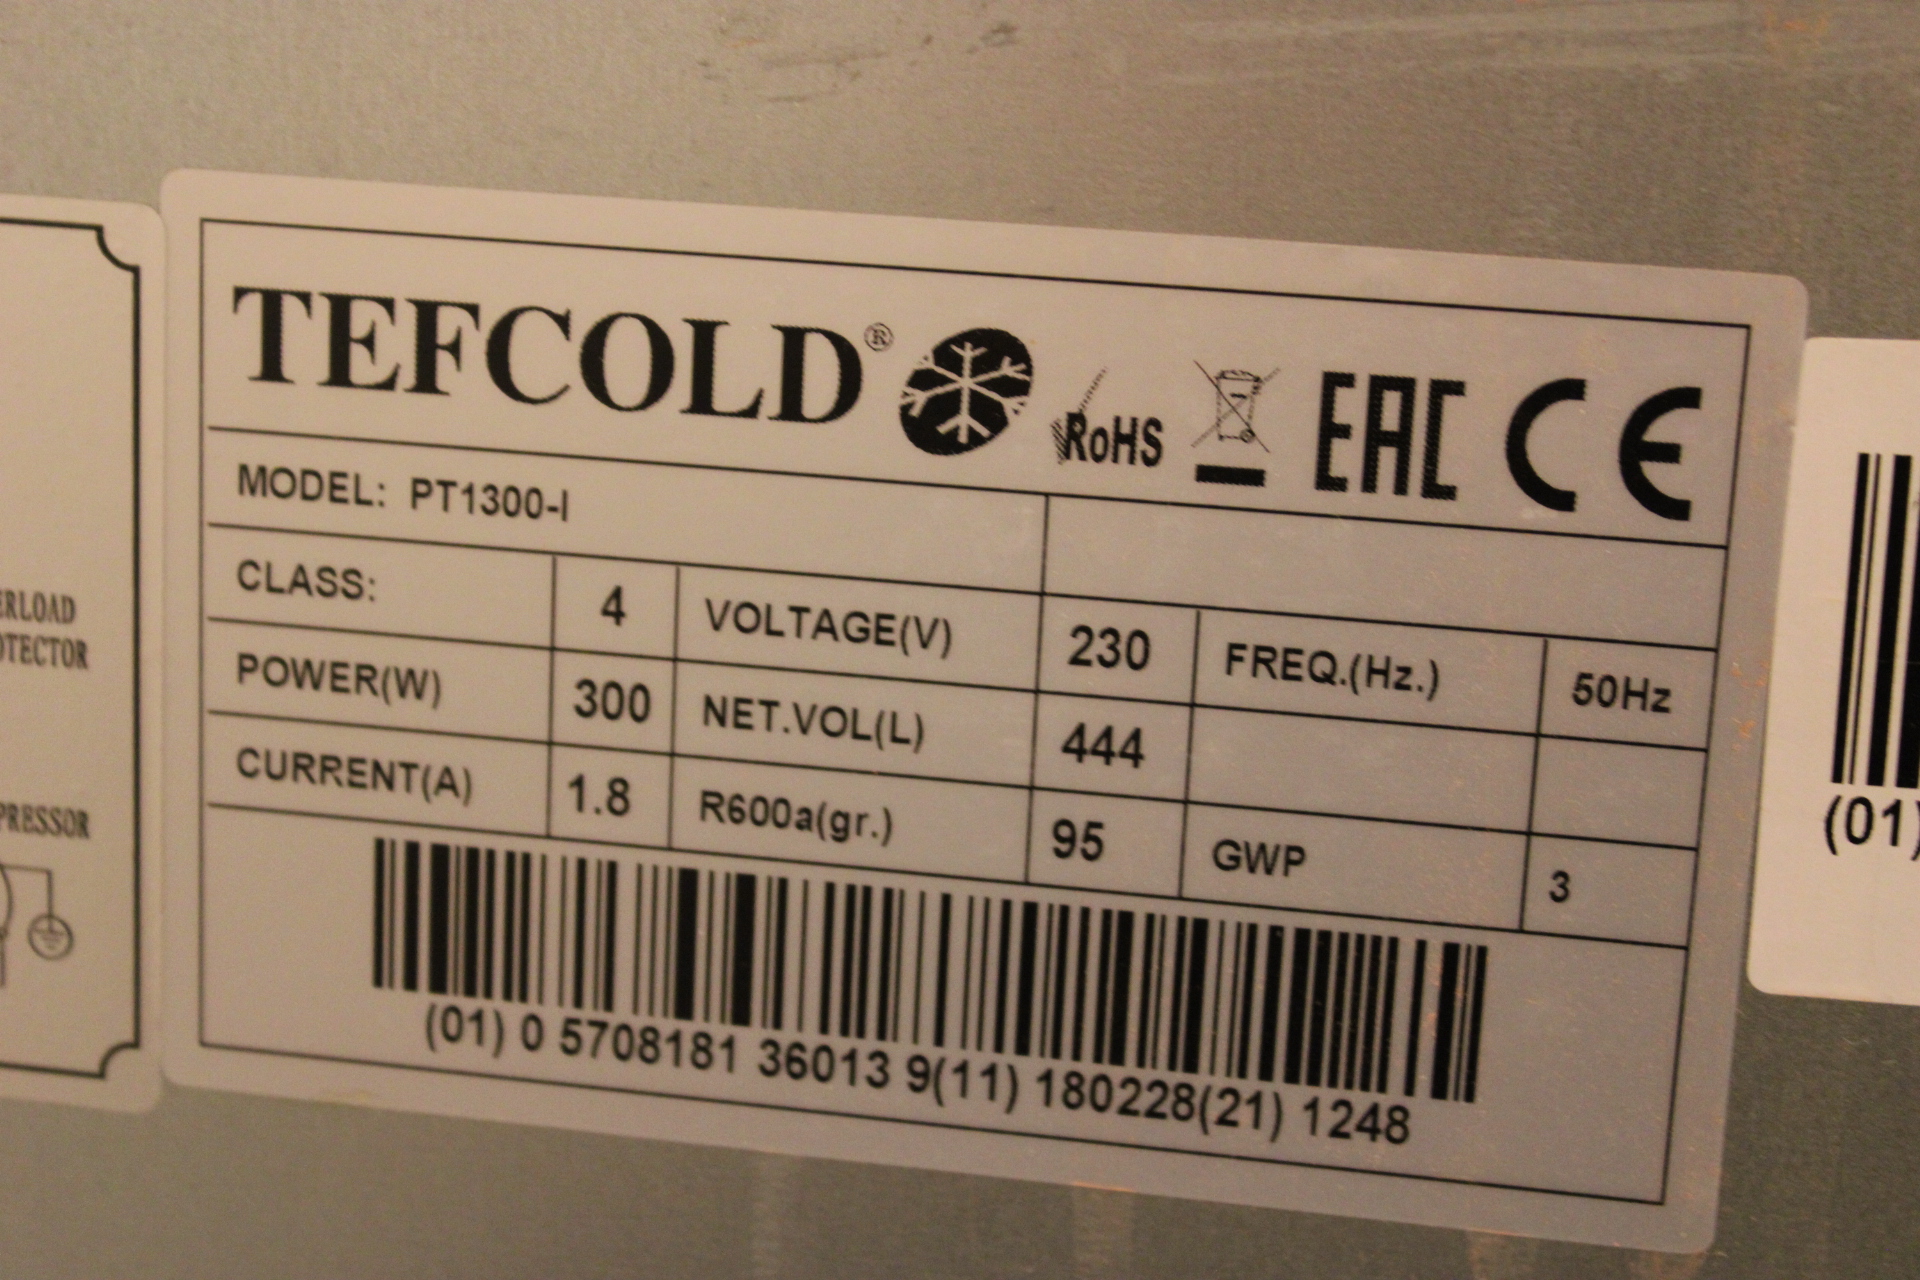 TEFCOLD®
RoHS
EAC CE
MODEL: PT1300-I
CLASS: 4 VOLTAGE(V) 230 FREQ.(Hz.) 50Hz
POWER(W) 300 NET.VOL(L) 444
CURRENT(A) 1.8 R600a(gr.) 95 GWP 3
(01) 0 5708181 36013 9(11) 180228(21) 1248
ERLOAD
OTECTOR
PRESSOR
(01)